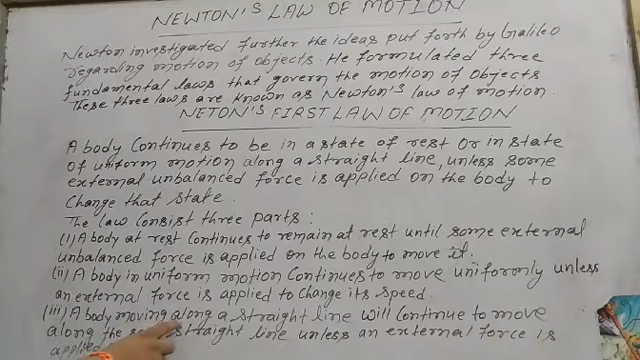 NEWTON'S LAW OF MOTION
Newton investigated further the ideas put forth by Galileo
regarding motion of objects. He formulated three
fundamental laws that govern the motion of objects.
These three laws are known as Newton's law of motion.
NETON'S FIRST LAW OF MOTION
A body Continues to be in a state of rest Or in state
of uniform motion along a straight line, unless some
external unbalanced force is applied on the body to
Change that state.
The law Consist three parts :
(i) A body at rest Continues to remain at rest until some external
unbalanced force is applied on the body to move it.
(ii) A body in uniform motion Continues to move uniformly unless
an external force is applied to Change its speed.
(iii) A body moving along a straight line will Continue to move
along the straight line unless an external force is
applied